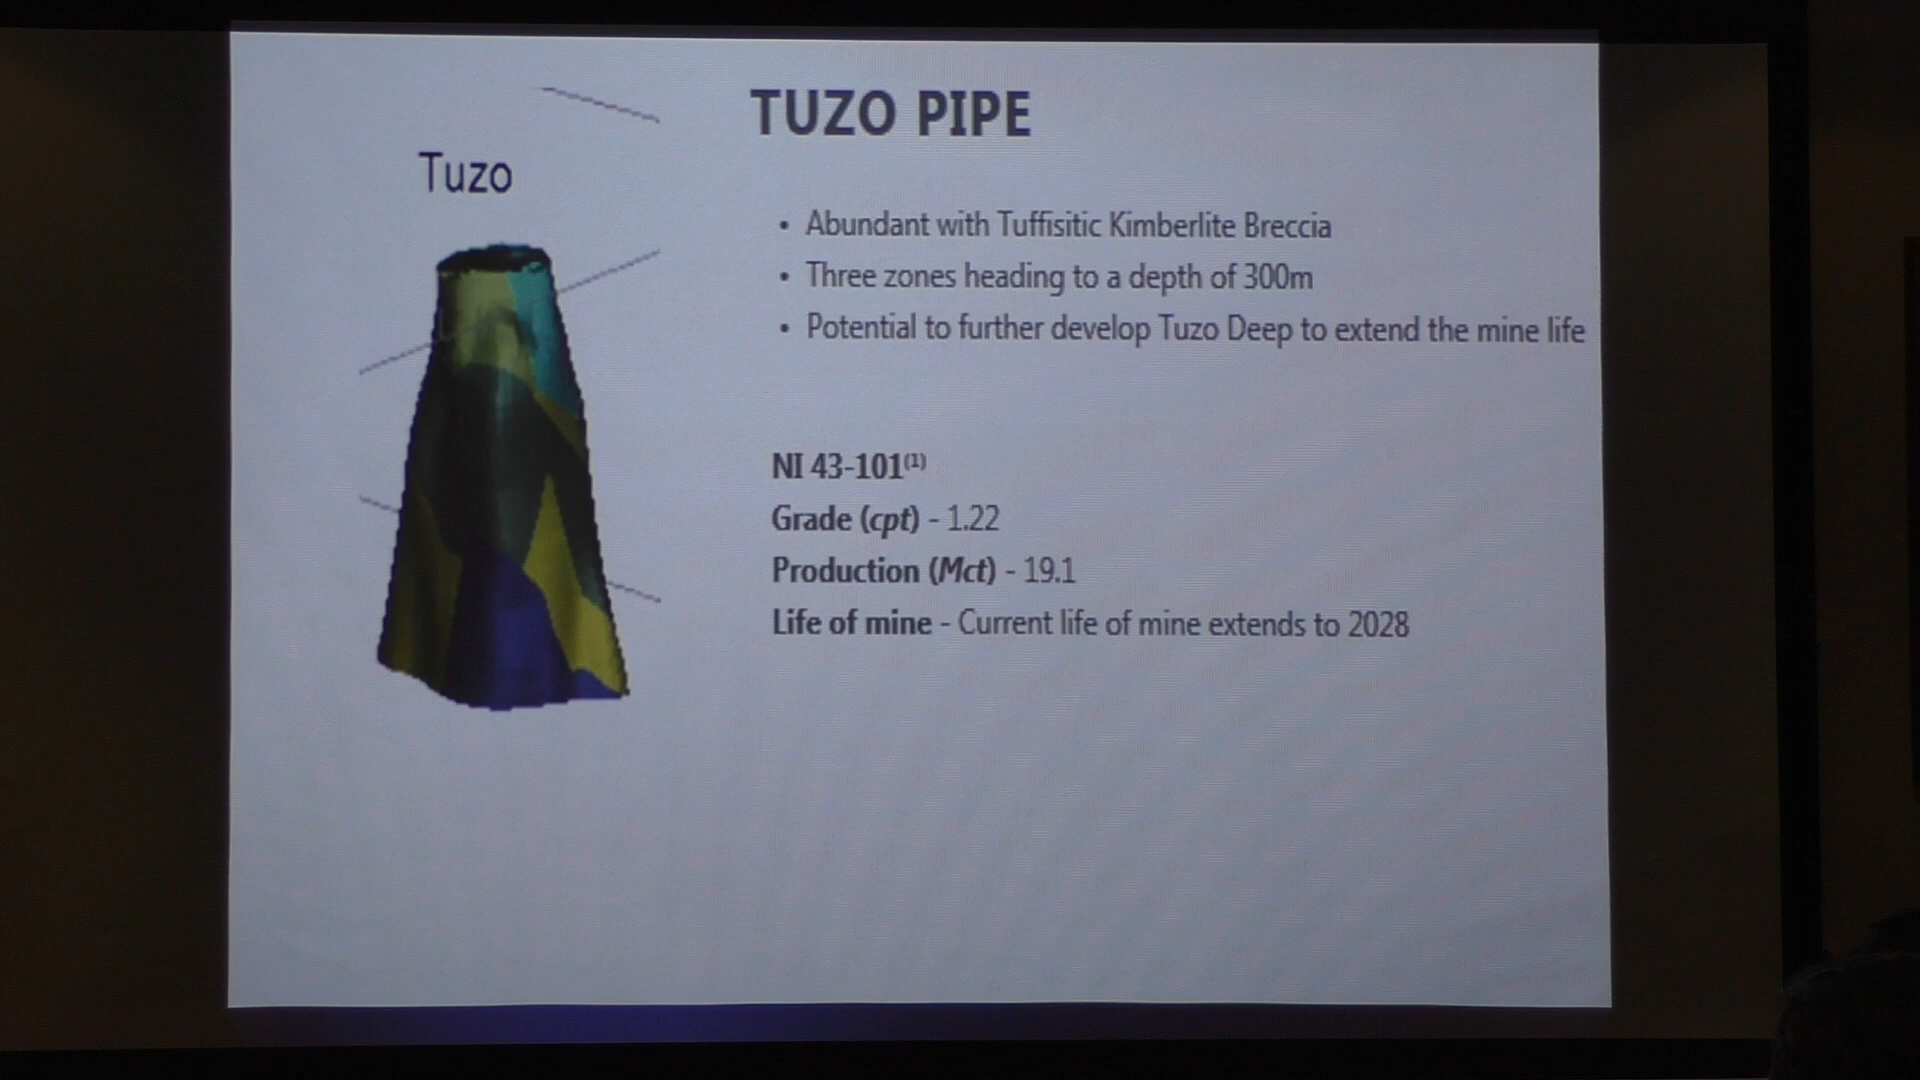 TUZO PIPE
Tuzo
• Abundant with Tuffisitic Kimberlite Breccia
• Three zones heading to a depth of 300m
• Potential to further develop Tuzo Deep to extend the mine life
NI 43-101(1)
Grade (cpt) - 1.22
Production (Mct) - 19.1
Life of mine - Current life of mine extends to 2028